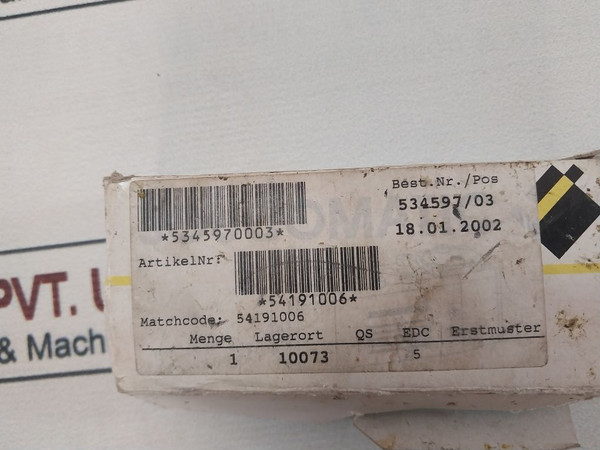 Best.Nr./Pos
*5345970003*
534597/03
18.01.2002
ArtikelNr:
*54191006*
Matchcode: 54191006
Menge Lagerort QS EDC Erstmuster
1 10073 5
PVT.
& Mach